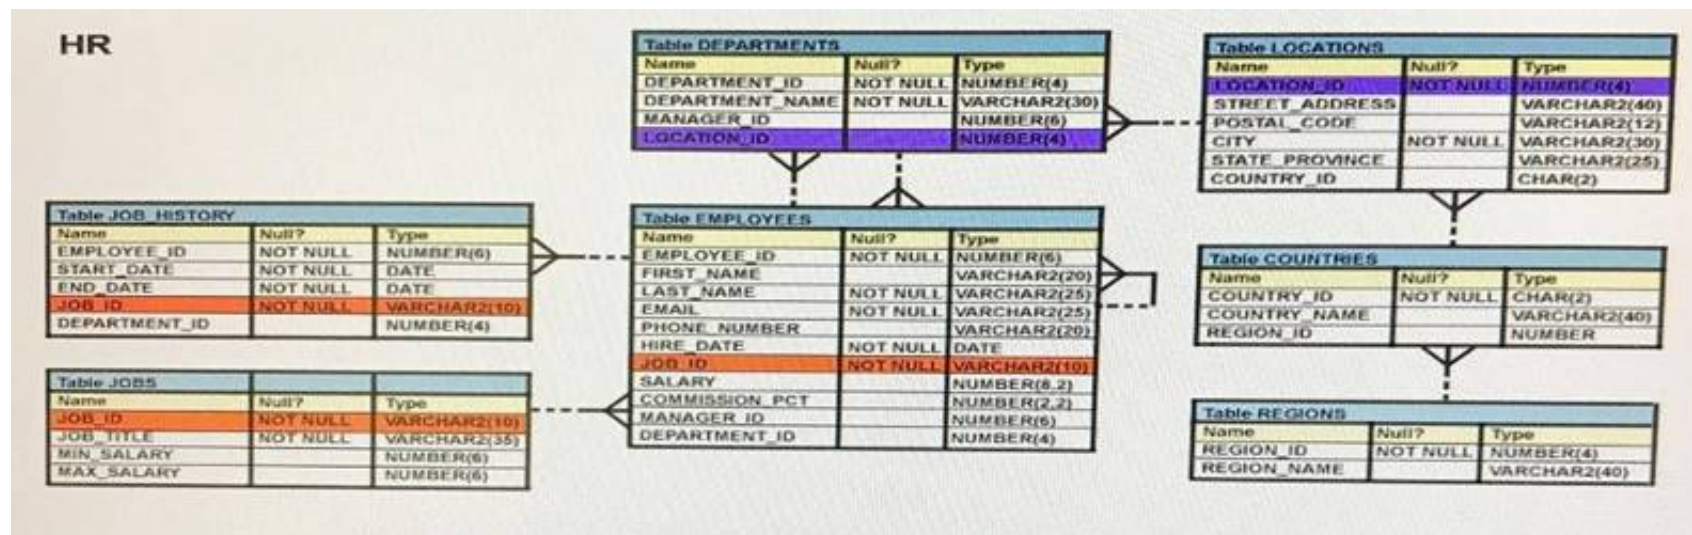 HR
Table DEPARTMENTS
Name Null? Type
DEPARTMENT_ID NOT NULL NUMBER(4)
DEPARTMENT_NAME NOT NULL VARCHAR2(30)
MANAGER_ID NUMBER(6)
LOCATION_ID NUMBER(4)
Table LOCATIONS
Name Null? Type
LOCATION_ID NOT NULL NUMBER(4)
STREET_ADDRESS VARCHAR2(40)
POSTAL_CODE VARCHAR2(12)
CITY NOT NULL VARCHAR2(30)
STATE_PROVINCE VARCHAR2(25)
COUNTRY_ID CHAR(2)
Table JOB_HISTORY
Name Null? Type
EMPLOYEE_ID NOT NULL NUMBER(6)
START_DATE NOT NULL DATE
END_DATE NOT NULL DATE
JOB_ID NOT NULL VARCHAR2(10)
DEPARTMENT_ID NUMBER(4)
Table EMPLOYEES
Name Null? Type
EMPLOYEE_ID NOT NULL NUMBER(6)
FIRST_NAME VARCHAR2(20)
LAST_NAME NOT NULL VARCHAR2(25)
EMAIL NOT NULL VARCHAR2(25)
PHONE_NUMBER VARCHAR2(20)
HIRE_DATE NOT NULL DATE
JOB_ID NOT NULL VARCHAR2(10)
SALARY NUMBER(8,2)
COMMISSION_PCT NUMBER(2,2)
MANAGER_ID NUMBER(6)
DEPARTMENT_ID NUMBER(4)
Table COUNTRIES
Name Null? Type
COUNTRY_ID NOT NULL CHAR(2)
COUNTRY_NAME VARCHAR2(40)
REGION_ID NUMBER
Table JOBS
Name Null? Type
JOB_ID NOT NULL VARCHAR2(10)
JOB_TITLE NOT NULL VARCHAR2(35)
MIN_SALARY NUMBER(6)
MAX_SALARY NUMBER(6)
Table REGIONS
Name Null? Type
REGION_ID NOT NULL NUMBER(4)
REGION_NAME VARCHAR2(40)